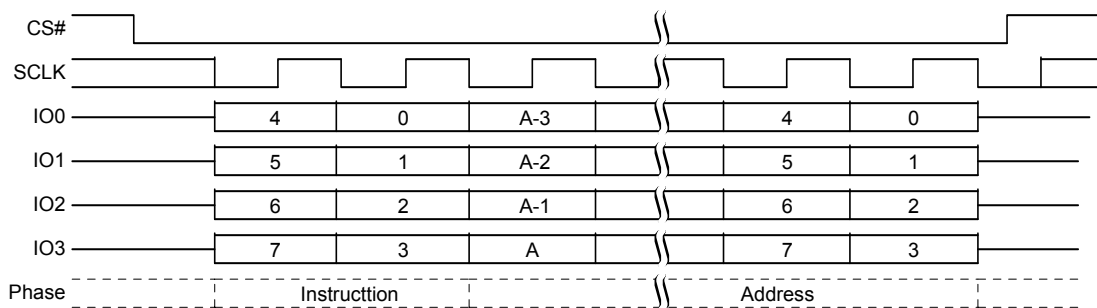 CS#
SCLK
IO0 4 0 A-3 4 0
IO1 5 1 A-2 5 1
IO2 6 2 A-1 6 2
IO3 7 3 A 7 3
Phase Instructtion Address